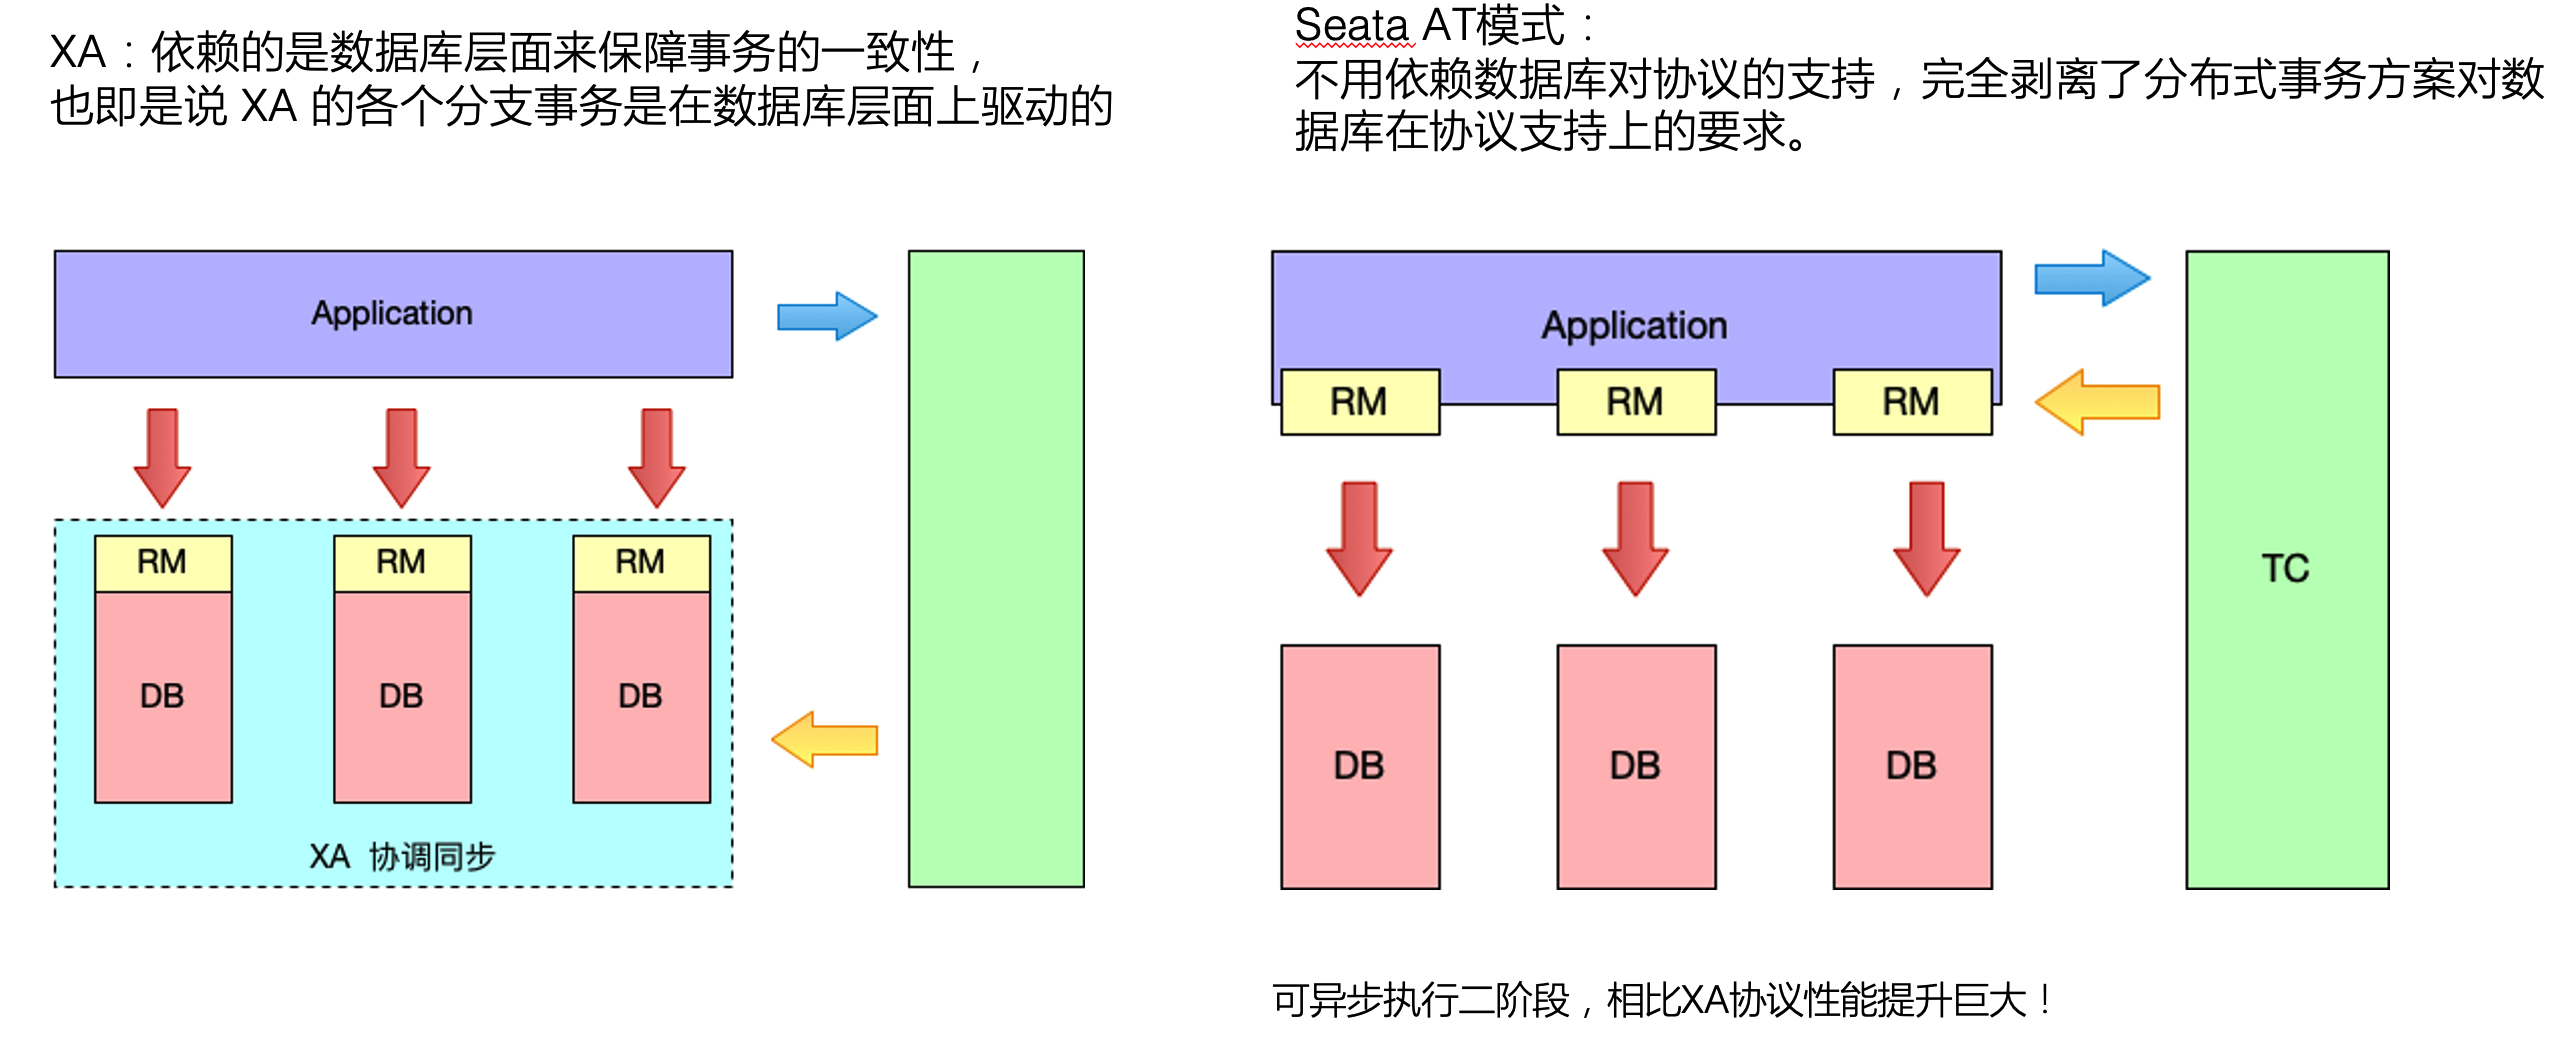 XA：依赖的是数据库层面来保障事务的一致性，
也即是说 XA 的各个分支事务是在数据库层面上驱动的
Application
RM
RM
RM
DB
DB
DB
XA 协调同步
Seata AT模式：
不用依赖数据库对协议的支持，完全剥离了分布式事务方案对数
据库在协议支持上的要求。
Application
RM
RM
RM
DB
DB
DB
TC
可异步执行二阶段，相比XA协议性能提升巨大！